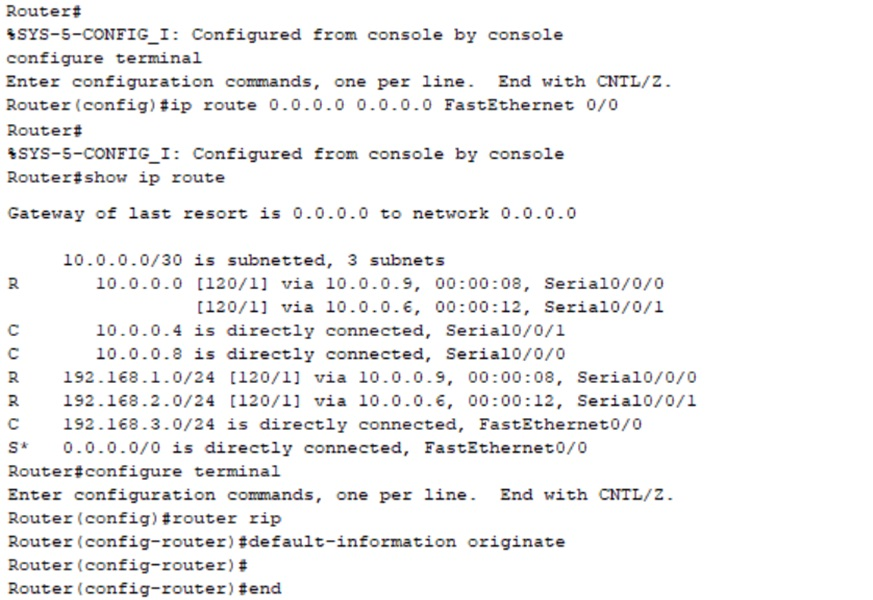 Router#
%SYS-5-CONFIG_I: Configured from console by console
configure terminal
Enter configuration commands, one per line.  End with CNTL/Z.
Router(config)#ip route 0.0.0.0 0.0.0.0 FastEthernet 0/0
Router#
%SYS-5-CONFIG_I: Configured from console by console
Router#show ip route
Gateway of last resort is 0.0.0.0 to network 0.0.0.0
10.0.0.0/30 is subnetted, 3 subnets
R       10.0.0.0 [120/1] via 10.0.0.9, 00:00:08, Serial0/0/0
[120/1] via 10.0.0.6, 00:00:12, Serial0/0/1
C       10.0.0.4 is directly connected, Serial0/0/1
C       10.0.0.8 is directly connected, Serial0/0/0
R    192.168.1.0/24 [120/1] via 10.0.0.9, 00:00:08, Serial0/0/0
R    192.168.2.0/24 [120/1] via 10.0.0.6, 00:00:12, Serial0/0/1
C    192.168.3.0/24 is directly connected, FastEthernet0/0
S*   0.0.0.0/0 is directly connected, FastEthernet0/0
Router#configure terminal
Enter configuration commands, one per line.  End with CNTL/Z.
Router(config)#router rip
Router(config-router)#default-information originate
Router(config-router)#
Router(config-router)#end